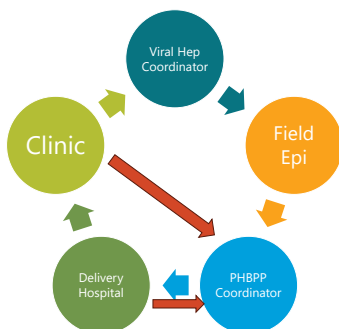 Viral Hep
Coordinator
Clinic
Field
Epi
Delivery
Hospital
PHBPP
Coordinator